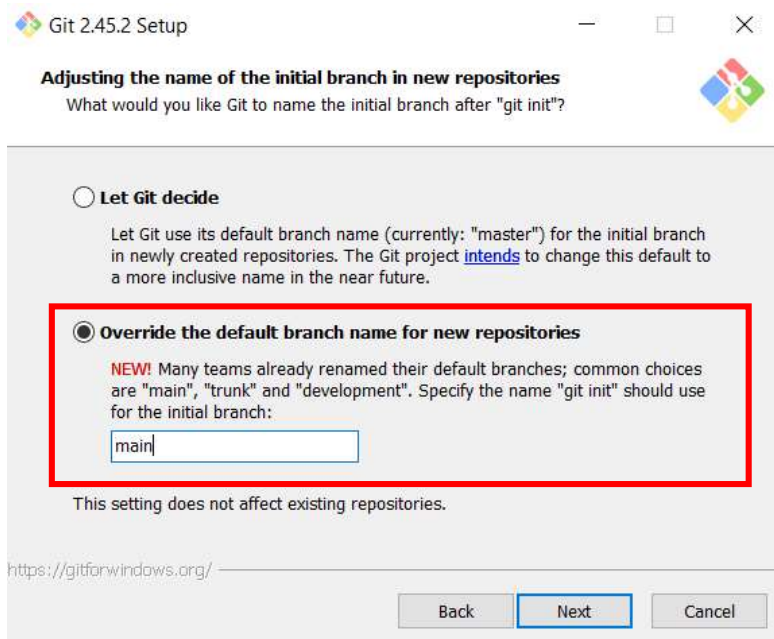 Git 2.45.2 Setup
Adjusting the name of the initial branch in new repositories
What would you like Git to name the initial branch after "git init"?
Let Git decide
Let Git use its default branch name (currently: "master") for the initial branch
in newly created repositories. The Git project intends to change this default to
a more inclusive name in the near future.
Override the default branch name for new repositories
NEW! Many teams already renamed their default branches; common choices
are "main", "trunk" and "development". Specify the name "git init" should use
for the initial branch:
main
This setting does not affect existing repositories.
https://gitforwindows.org/
Back Next Cancel